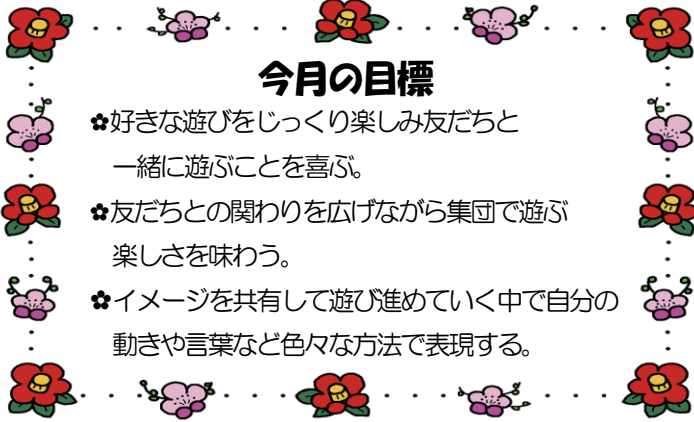 今月の目標
✿好きな遊びをじっくり楽しみ友だちと
一緒に遊ぶことを喜ぶ。
✿友だちとの関わりを広げながら集団で遊ぶ
楽しさを味わう。
✿イメージを共有して遊び進めていく中で自分の
動きや言葉など色々な方法で表現する。